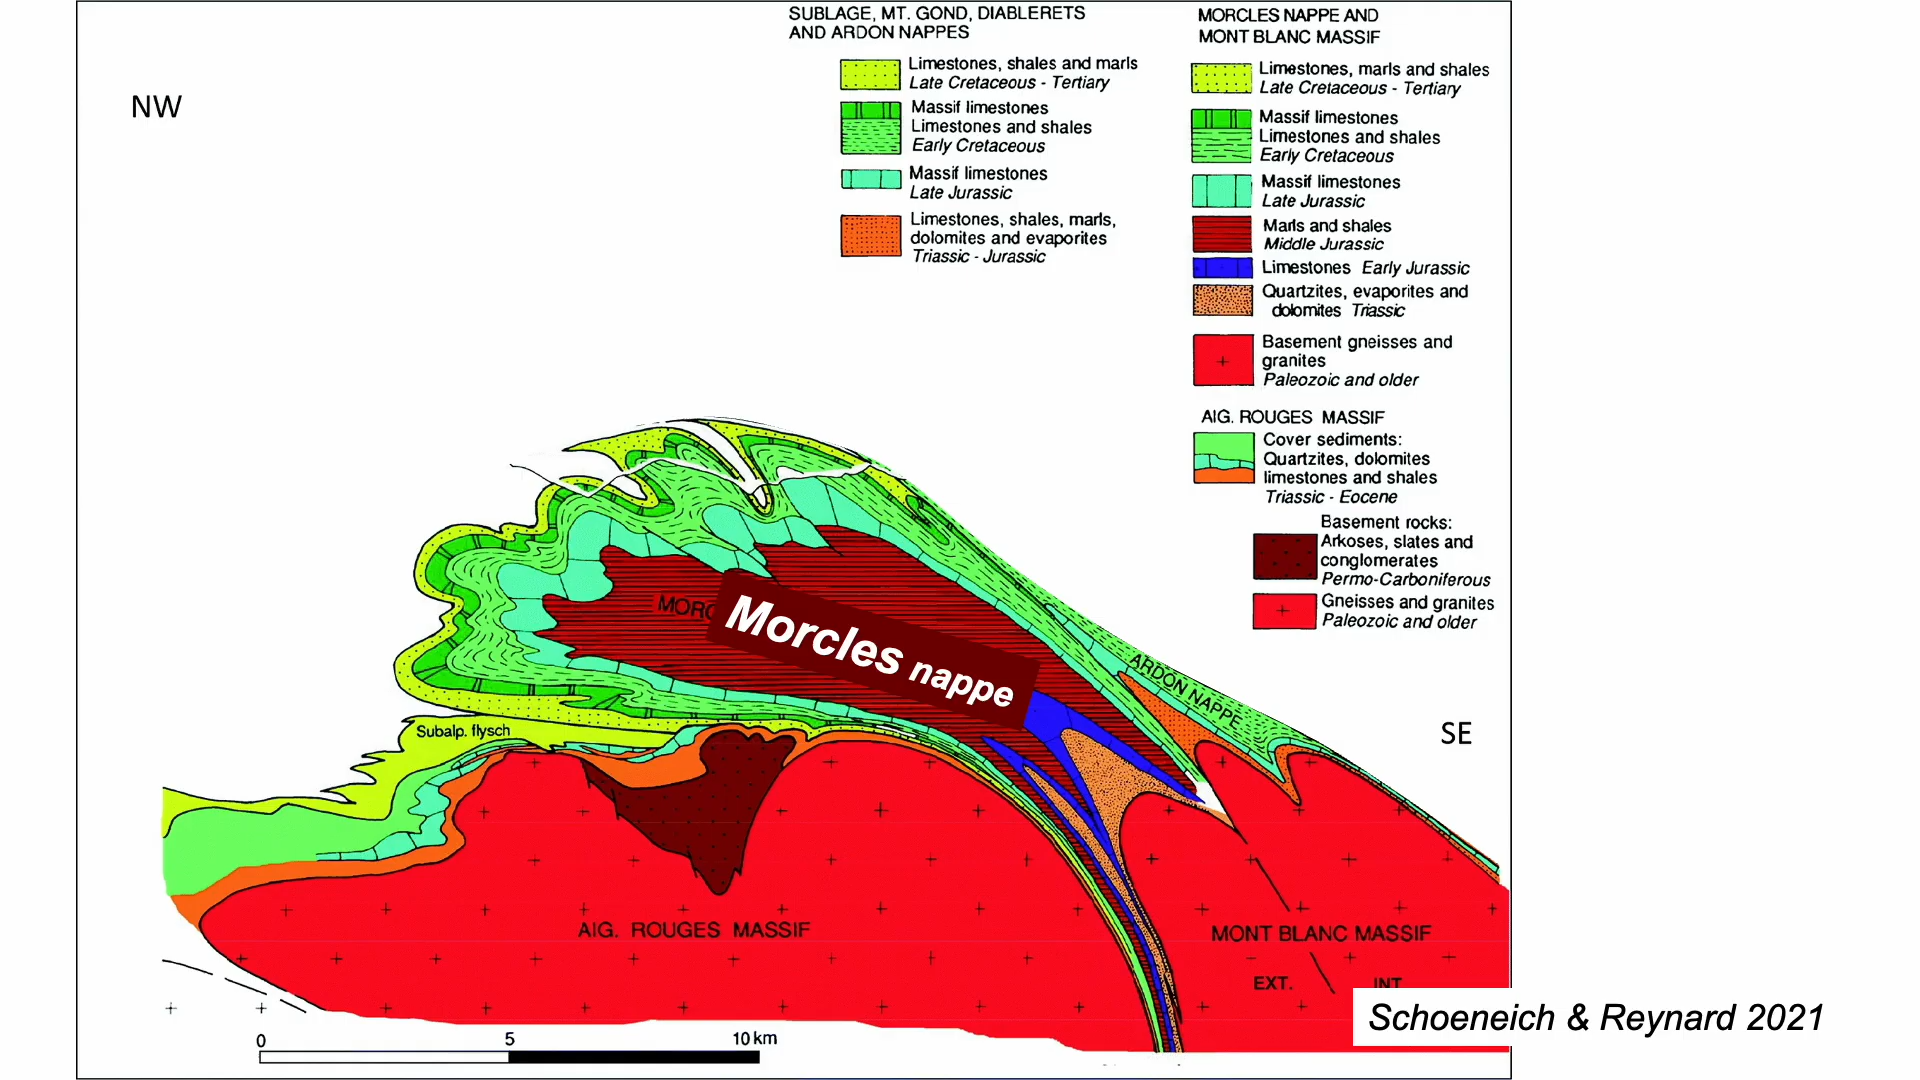 SUBLAGE, MT. GOND, DIABLERETS
AND ARDON NAPPES
Limestones, shales and marls
Late Cretaceous - Tertiary
Massif limestones
Limestones and shales
Early Cretaceous
Massif limestones
Late Jurassic
Limestones, shales, marls,
dolomites and evaporites
Triassic - Jurassic
MORCLES NAPPE AND
MONT BLANC MASSIF
Limestones, marls and shales
Late Cretaceous - Tertiary
Massif limestones
Limestones and shales
Early Cretaceous
Massif limestones
Late Jurassic
Marls and shales
Middle Jurassic
Limestones Early Jurassic
Quartzites, evaporites and
dolomites Triassic
Basement gneisses and
granites
Paleozoic and older
AIG. ROUGES MASSIF
Cover sediments:
Quartzites, dolomites
limestones and shales
Triassic - Eocene
Basement rocks:
Arkoses, slates and
conglomerates
Permo-Carboniferous
Gneisses and granites
Paleozoic and older
NW
Morcles nappe
ARDON NAPPE
SE
Subalp. flysch
AIG. ROUGES MASSIF
MONT BLANC MASSIF
EXT. INT.
Schoeneich & Reynard 2021
0 5 10 km